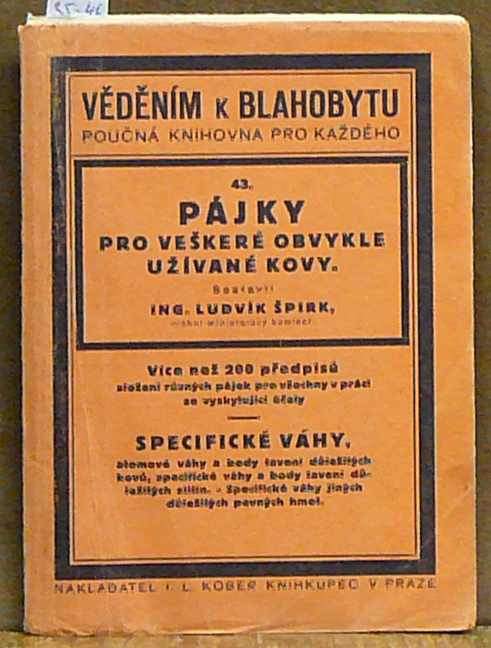 85-46
VĚDĚNÍM K BLAHOBYTU
POUČNÁ KNIHOVNA PRO KAŽDÉHO
43.
PÁJKY
PRO VEŠKERÉ OBVYKLE
UŽÍVANÉ KOVY.
Sestavil
ING. LUDVÍK ŠPIRK,
Více než 200 předpisů
složení různých pájek pro všechny v práci
se vyskytující účely
SPECIFICKÉ VÁHY,
atomové váhy a body tavení důležitých
kovů, specifické váhy a body tavení dů-
ležitých slitin. - Specifické váhy jiných
důležitých pevných hmot.
NAKLADATEL I. L. KOBER KNIHKUPEC V PRAZE